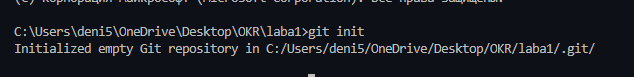 (c) Корпорация Майкрософт (Microsoft Corporation). Все права защищены.
C:\Users\deni5\OneDrive\Desktop\OKR\laba1>git init
Initialized empty Git repository in C:/Users/deni5/OneDrive/Desktop/OKR/laba1/.git/